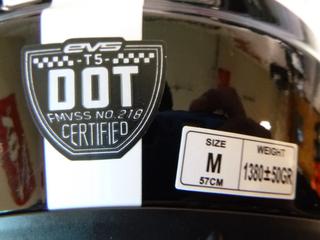 EVS
-T5-
DOT
FMVSS NO. 218
CERTIFIED
SIZE
M
57CM
WEIGHT
1380±50GR